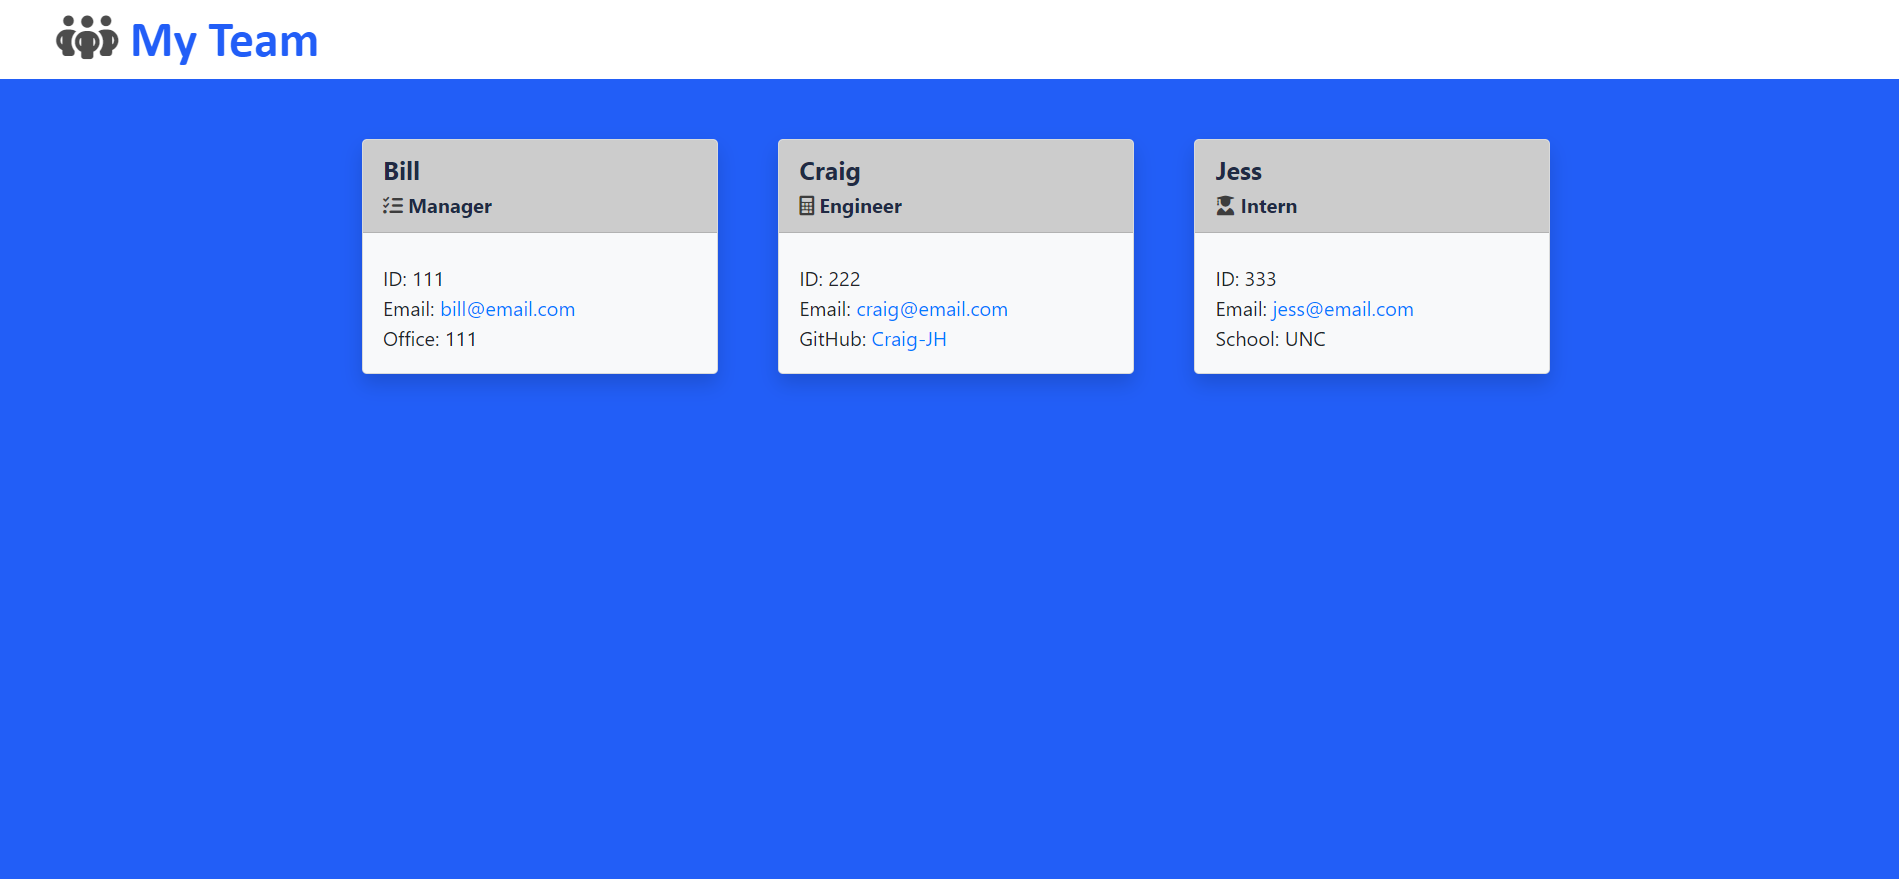 My Team
Bill
Manager
ID: 111
Email: bill@email.com
Office: 111
Craig
Engineer
ID: 222
Email: craig@email.com
GitHub: Craig-JH
Jess
Intern
ID: 333
Email: jess@email.com
School: UNC